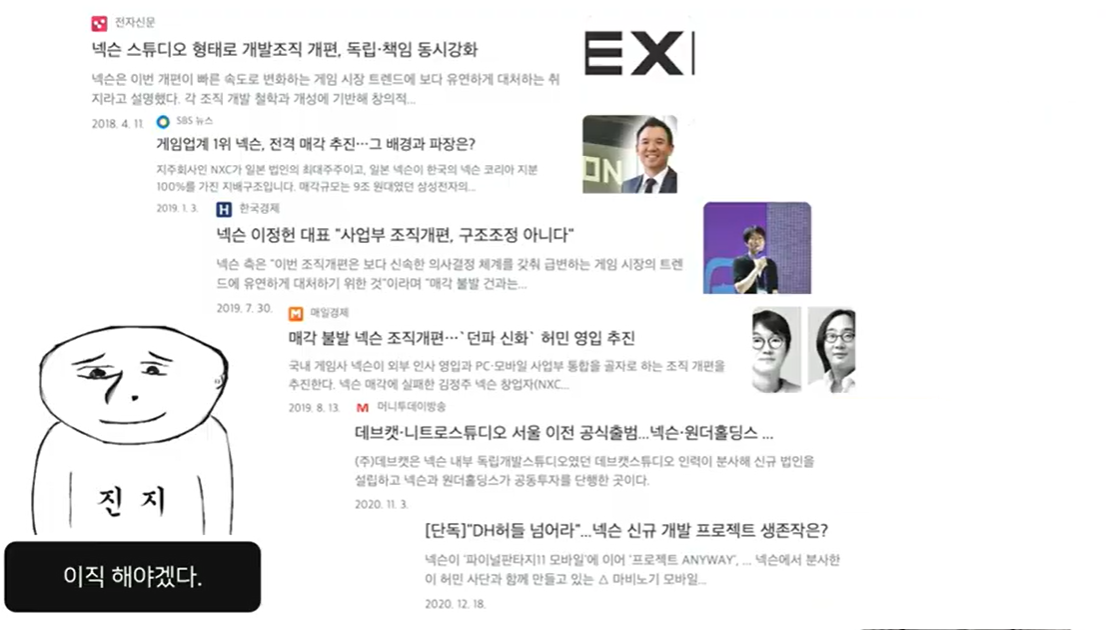 전자신문
넥슨 스튜디오 형태로 개발조직 개편, 독립·책임 동시강화
넥슨은 이번 개편이 빠른 속도로 변화하는 게임 시장 트렌드에 보다 유연하게 대처하는 취
지라고 설명했다. 각 조직 개발 철학과 개성에 기반해 창의적...
2018. 4. 11.
EX
SBS 뉴스
게임업계 1위 넥슨, 전격 매각 추진…그 배경과 파장은?
지주회사인 NXC가 일본 법인의 최대주주이고, 일본 넥슨이 한국의 넥슨 코리아 지분
100%를 가진 지배구조입니다. 매각규모는 9조 원대였던 삼성전자의...
2019. 1. 3.
ON
H 한국경제
넥슨 이정헌 대표 "사업부 조직개편, 구조조정 아니다"
넥슨 측은 "이번 조직개편은 보다 신속한 의사결정 체계를 갖춰 급변하는 게임 시장의 트렌
드에 유연하게 대처하기 위한 것"이라며 "매각 불발 건과는...
2019. 7. 30.
M 매일경제
매각 불발 넥슨 조직개편…`던파 신화` 허민 영입 추진
국내 게임사 넥슨이 외부 인사 영입과 PC·모바일 사업부 통합을 골자로 하는 조직 개편을
추진한다. 넥슨 매각에 실패한 김정주 넥슨 창업자(NXC...
2019. 8. 13.
M 머니투데이방송
데브캣·니트로스튜디오 서울 이전 공식출범...넥슨·원더홀딩스 ...
(주)데브캣은 넥슨 내부 독립개발스튜디오였던 데브캣스튜디오 인력이 분사해 신규 법인을
설립하고 넥슨과 원더홀딩스가 공동투자를 단행한 곳이다.
2020. 11. 3.
[단독]"DH허들 넘어라"...넥슨 신규 개발 프로젝트 생존작은?
넥슨이 '파이널판타지11 모바일'에 이어 '프로젝트 ANYWAY', ... 넥슨에서 분사한
이 허민 사단과 함께 만들고 있는 △ 마비노기 모바일...
2020. 12. 18.
진 지
이직 해야겠다.